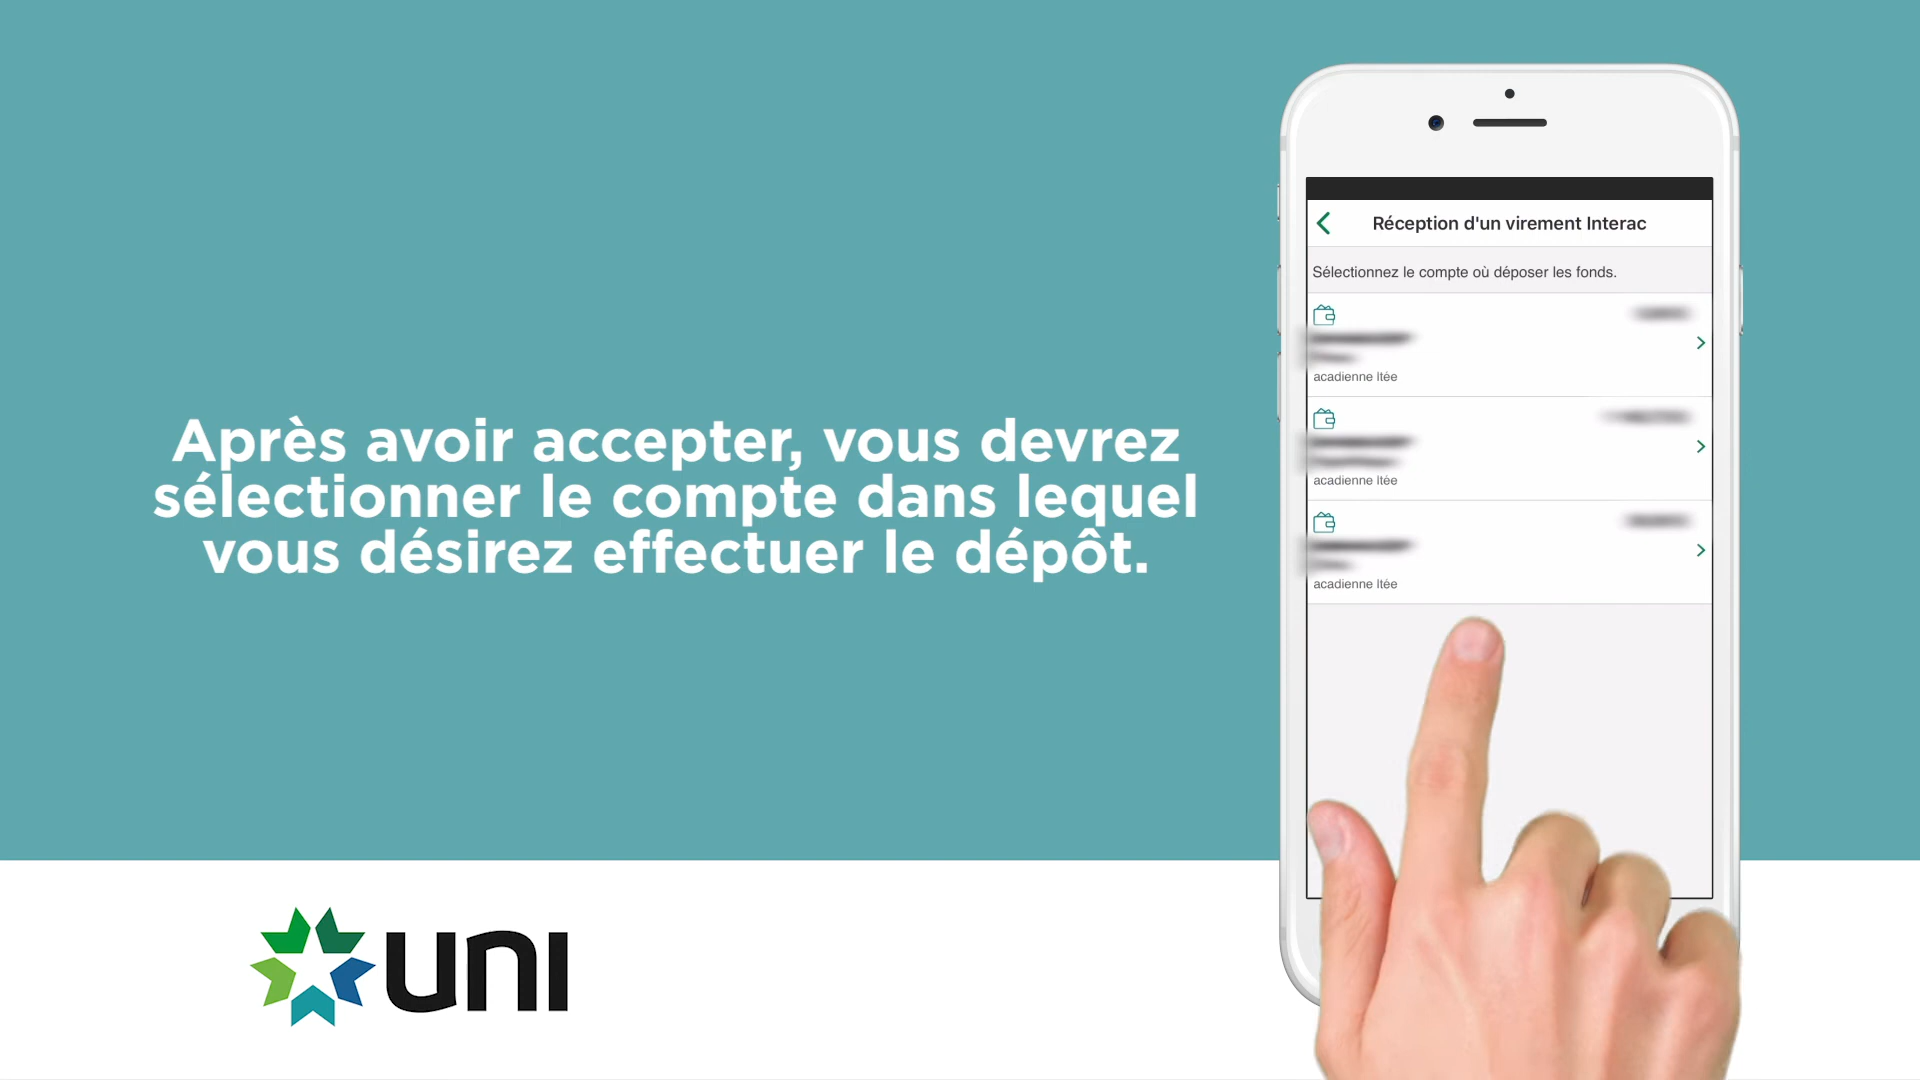 Après avoir accepter, vous devrez
sélectionner le compte dans lequel
vous désirez effectuer le dépôt.
Réception d'un virement Interac
Sélectionnez le compte où déposer les fonds.
acadienne ltée
acadienne ltée
acadienne ltée
uni